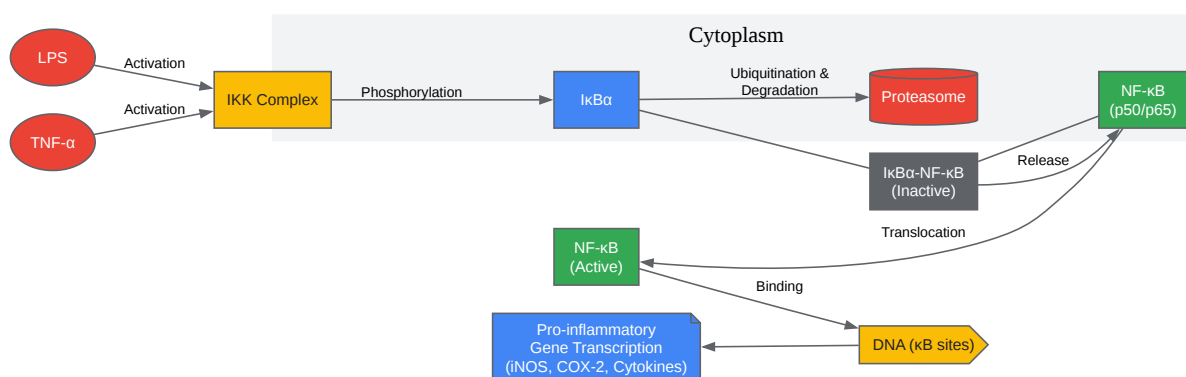 Cytoplasm
LPS
Activation
TNF-α
Activation
IKK Complex
Phosphorylation
IκBα
Ubiquitination &
Degradation
Proteasome
NF-κB
(p50/p65)
IκBα-NF-κB
(Inactive)
Release
Translocation
NF-κB
(Active)
Binding
DNA (κB sites)
Pro-inflammatory
Gene Transcription
(iNOS, COX-2, Cytokines)